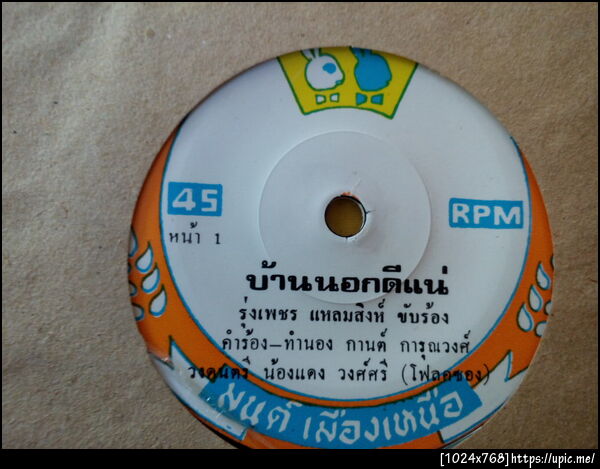 45
RPM
หน้า 1
บ้านนอกดีแน่
รุ่งเพชร แหลมสิงห์ ขับร้อง
คำร้อง–ทำนอง กานต์ การุณวงศ์
วงดนตรี น้องแดง วงศ์ศรี (โฟลคซอง)
มนต์เมืองเหนือ
[1024x768]https://upic.me/